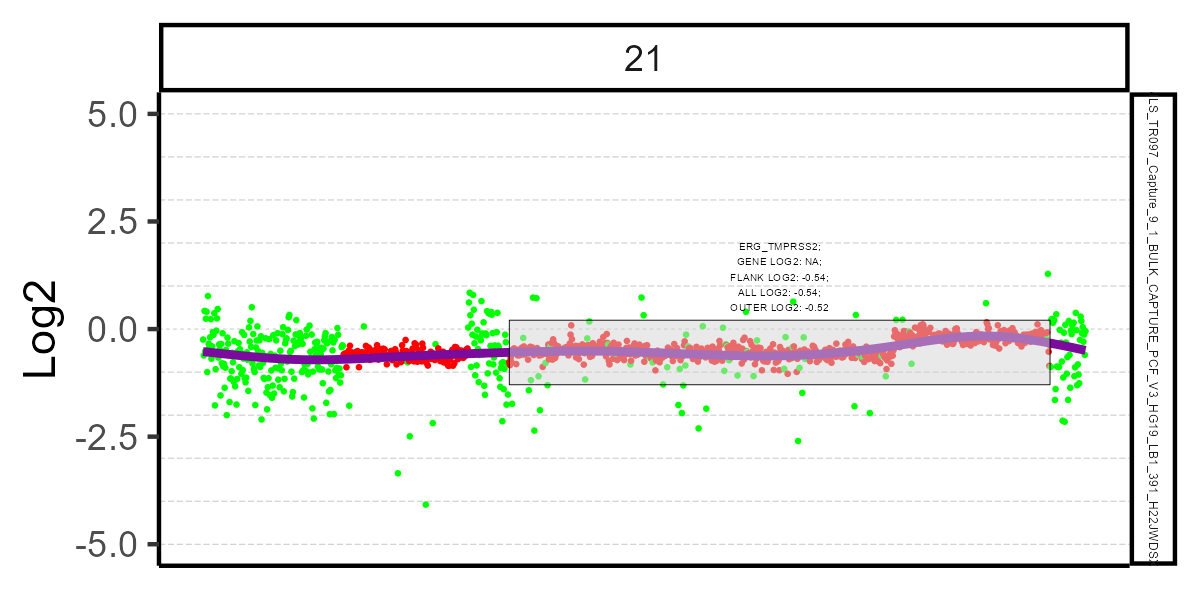 21
Log2
5.0
2.5
0.0
-2.5
-5.0
ERG_TMPRSS2;
GENE LOG2: NA;
FLANK LOG2: -0.54;
ALL LOG2: -0.54;
OUTER LOG2: -0.52
LS_TR097_Capture_9_1_BULK_CAPTURE_PCF_V3_HG19_LB1_391_H22JWDS